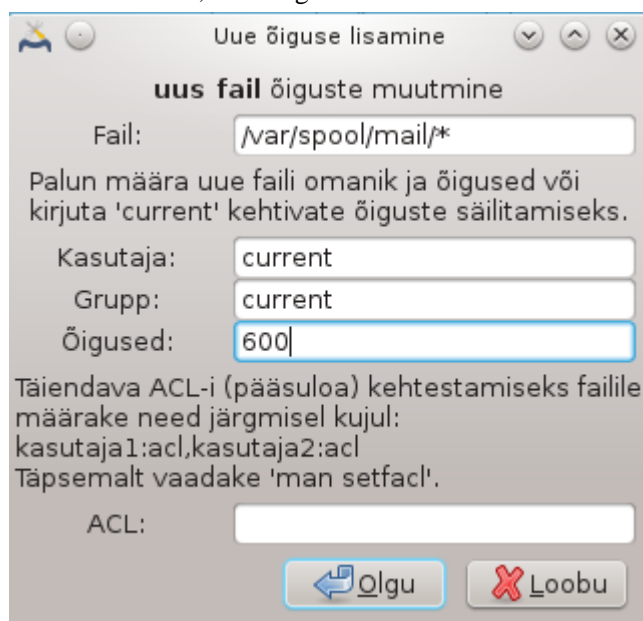 Uue õiguse lisamine
uus fail õiguste muutmine
Fail: /var/spool/mail/*
Palun määra uue faili omanik ja õigused või
kirjuta 'current' kehtivate õiguste säilitamiseks.
Kasutaja: current
Grupp: current
Õigused: 600
Täiendava ACL-i (pääsuloa) kehtestamiseks failile
määrake need järgmisel kujul:
kasutaja1:acl,kasutaja2:acl
Täpsemalt vaadake 'man setfacl'.
ACL:
Olgu Loobu